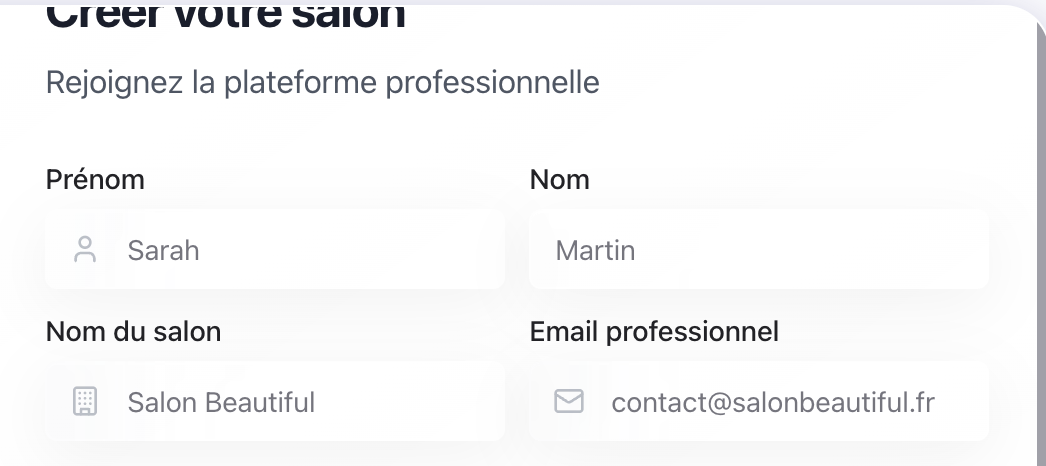 Créer votre salon
Rejoignez la plateforme professionnelle
Prénom
Nom
Sarah
Martin
Nom du salon
Email professionnel
Salon Beautiful
contact@salonbeautiful.fr